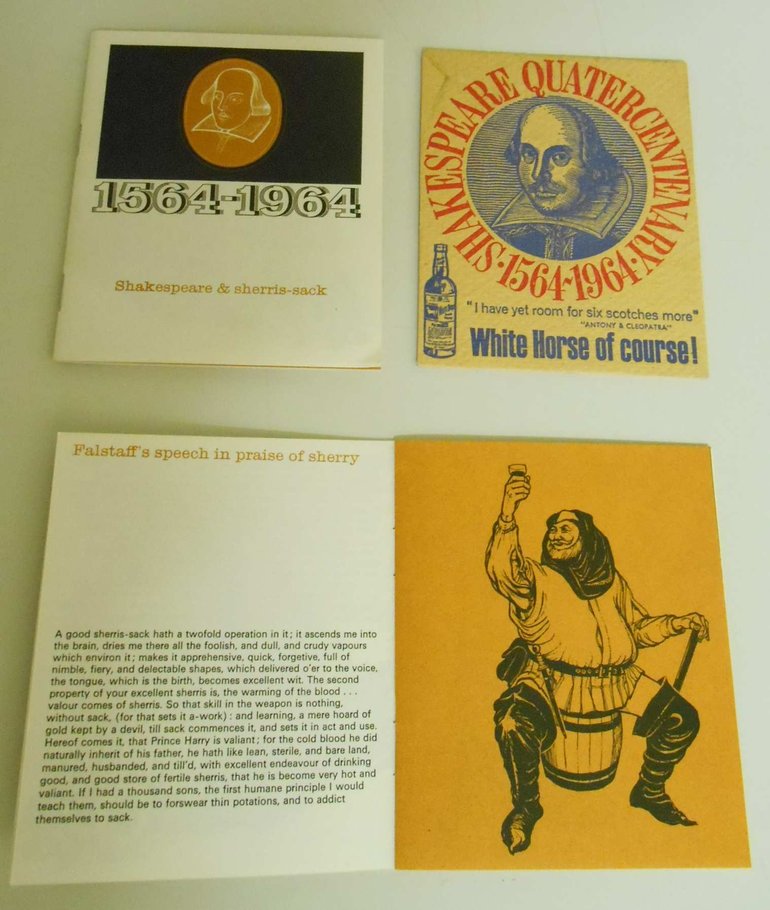 1564-1964
Shakespeare & sherris-sack
SHAKESPEARE QUATERCENTENARY · 1564-1964 ·
"I have yet room for six scotches more"
"ANTONY & CLEOPATRA"
White Horse of course!
Falstaff's speech in praise of sherry
A good sherris-sack hath a twofold operation in it; it ascends me into
the brain, dries me there all the foolish, and dull, and crudy vapours
which environ it; makes it apprehensive, quick, forgetive, full of
nimble, fiery, and delectable shapes, which delivered o'er to the voice,
the tongue, which is the birth, becomes excellent wit. The second
property of your excellent sherris is, the warming of the blood . . .
valour comes of sherris. So that skill in the weapon is nothing,
without sack, (for that sets it a-work) : and learning, a mere hoard of
gold kept by a devil, till sack commences it, and sets it in act and use.
Hereof comes it, that Prince Harry is valiant; for the cold blood he did
naturally inherit of his father, he hath like lean, sterile, and bare land,
manured, husbanded, and till'd, with excellent endeavour of drinking
good, and good store of fertile sherris, that he is become very hot and
valiant. If I had a thousand sons, the first humane principle I would
teach them, should be to forswear thin potations, and to addict
themselves to sack.